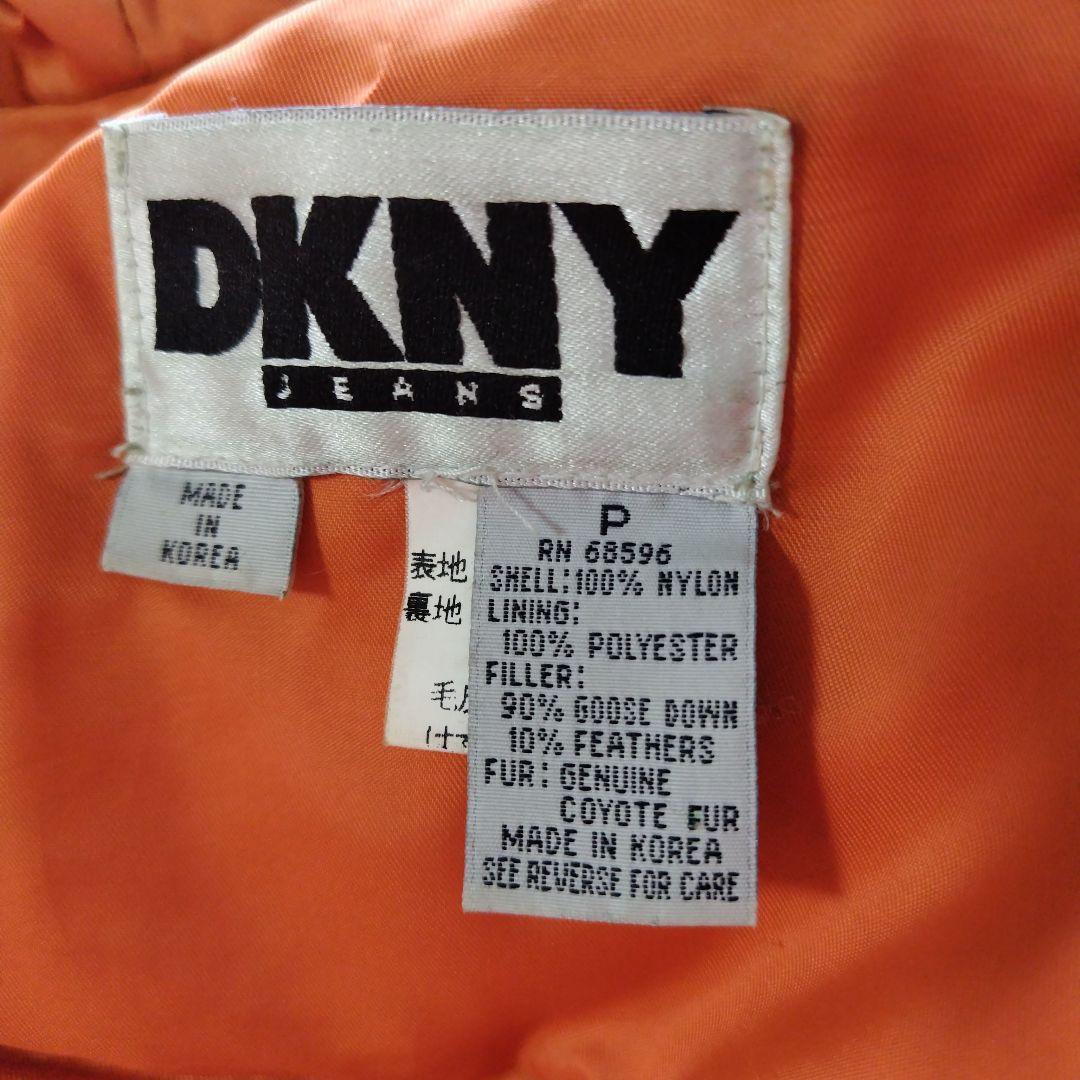 DKNY
JEANS
MADE
IN
KOREA
表地
裏地
P
RN 68596
SHELL: 100% NYLON
LINING:
100% POLYESTER
FILLER:
90% GOOSE DOWN
10% FEATHERS
FUR: GENUINE
COYOTE FUR
MADE IN KOREA
SEE REVERSE FOR CARE